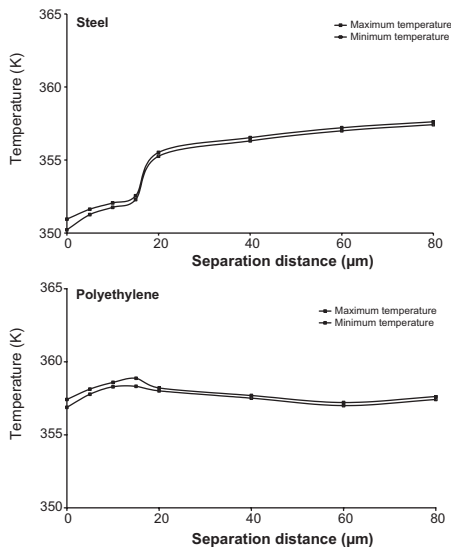 365
Steel
Maximum temperature
Minimum temperature
360
Temperature (K)
355
350
0 20 40 60 80
Separation distance (µm)
365
Polyethylene
Maximum temperature
Minimum temperature
360
Temperature (K)
355
350
0 20 40 60 80
Separation distance (µm)